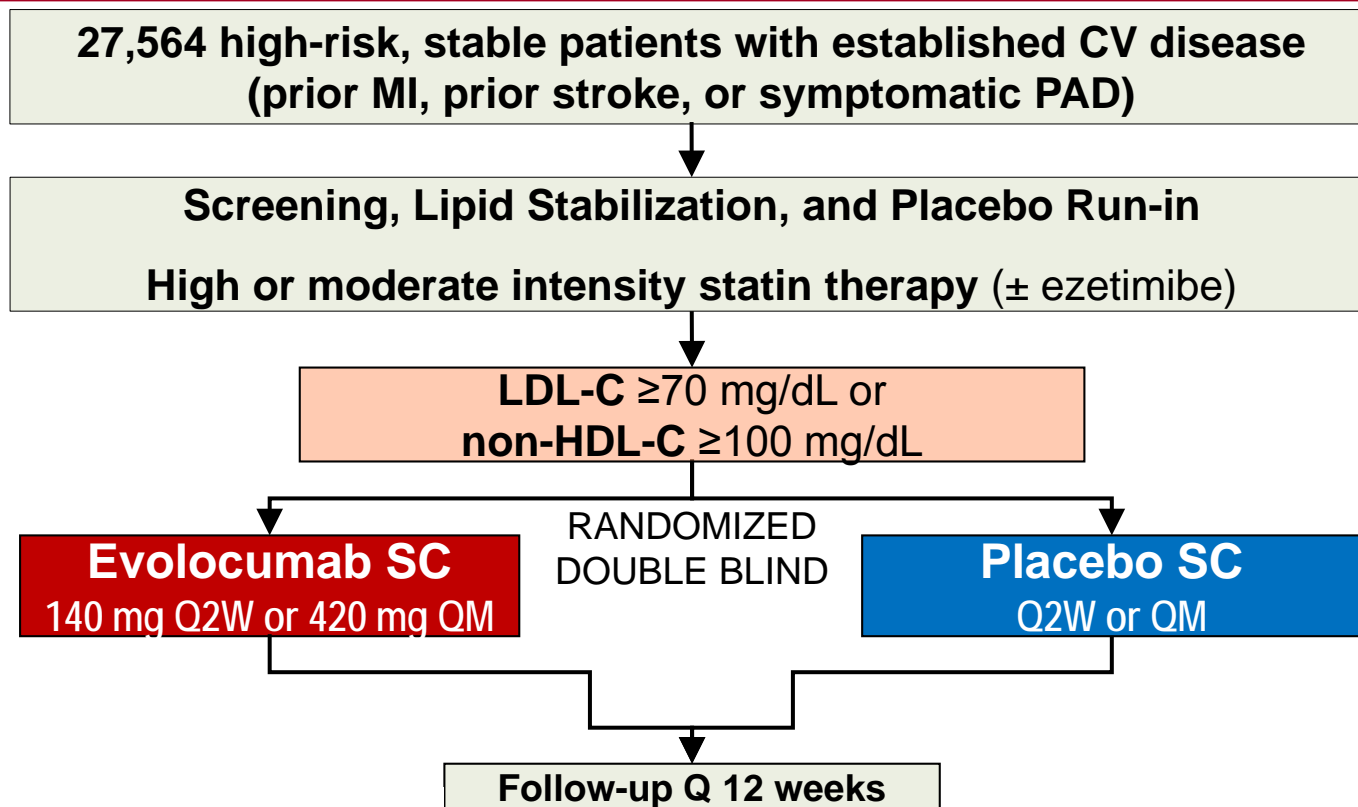 27,564 high-risk, stable patients with established CV disease
(prior MI, prior stroke, or symptomatic PAD)
Screening, Lipid Stabilization, and Placebo Run-in
High or moderate intensity statin therapy (± ezetimibe)
LDL-C ≥70 mg/dL or
non-HDL-C ≥100 mg/dL
RANDOMIZED
DOUBLE BLIND
Evolocumab SC
140 mg Q2W or 420 mg QM
Placebo SC
Q2W or QM
Follow-up Q 12 weeks